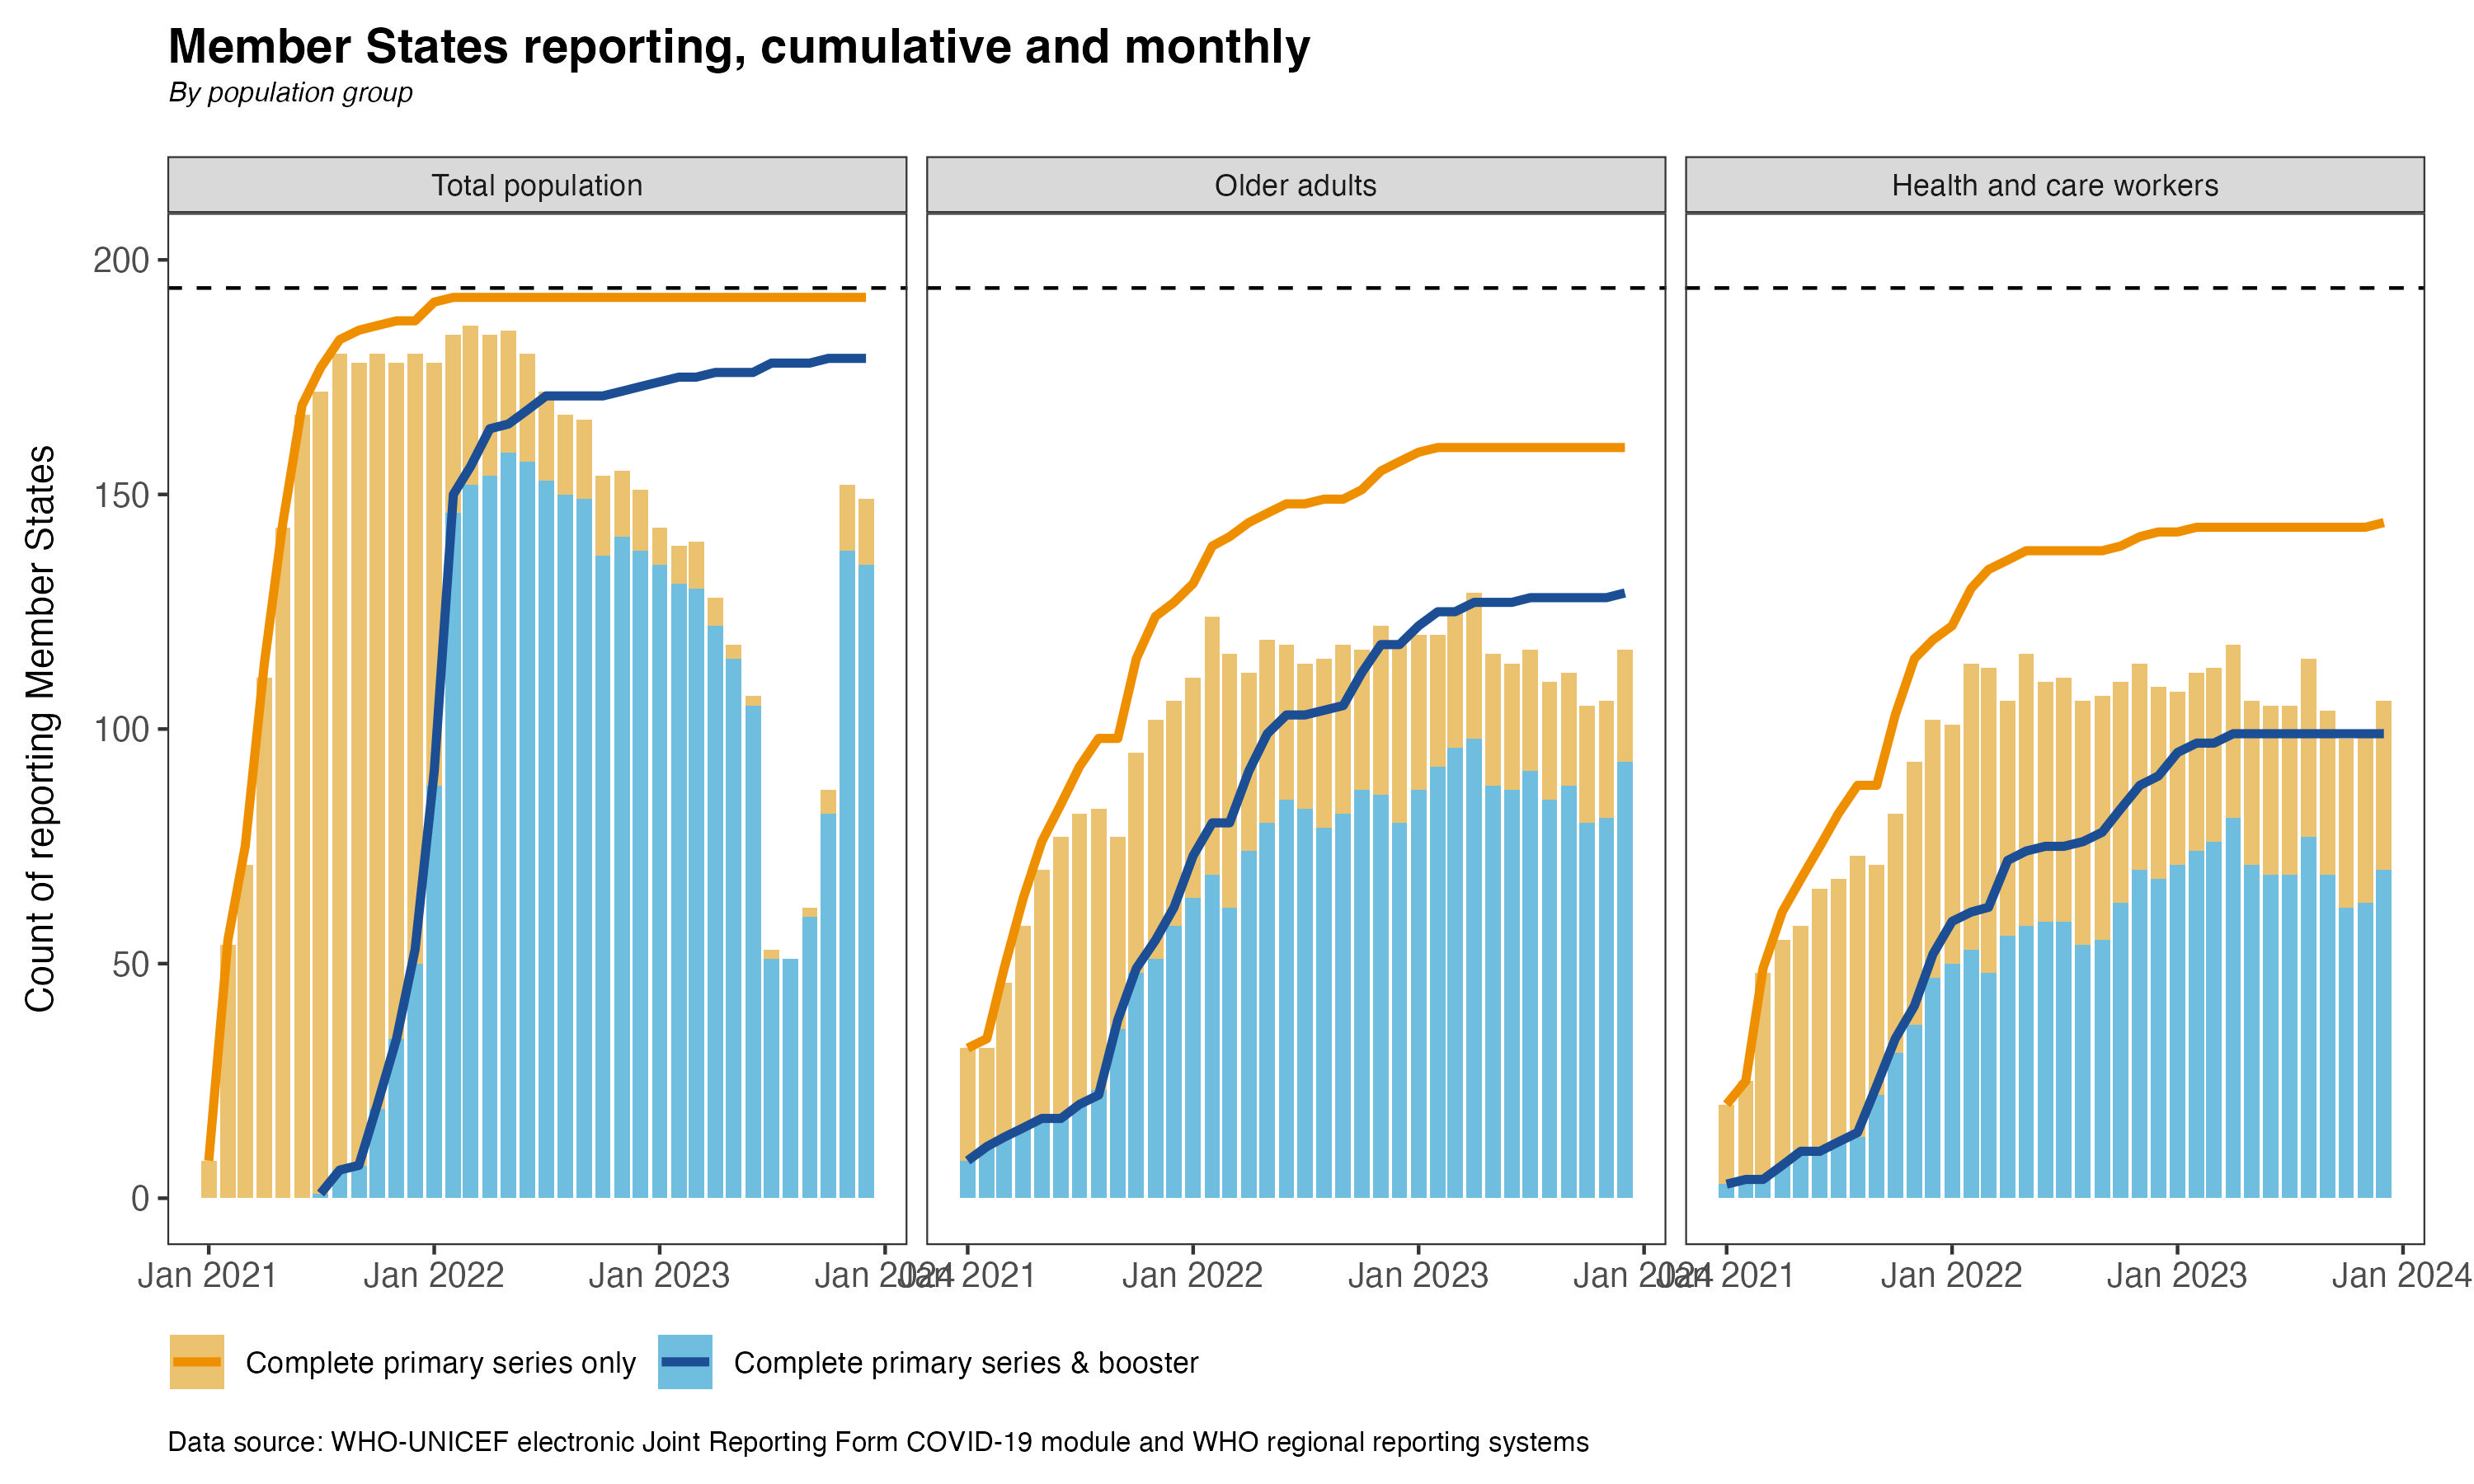 Member States reporting, cumulative and monthly
By population group
Total population
Older adults
Health and care workers
Count of reporting Member States
200
150
100
50
0
Jan 2021 Jan 2022 Jan 2023 Jan 2024 Jan 2021 Jan 2022 Jan 2023 Jan 2024 Jan 2021 Jan 2022 Jan 2023 Jan 2024
Complete primary series only Complete primary series & booster
Data source: WHO-UNICEF electronic Joint Reporting Form COVID-19 module and WHO regional reporting systems